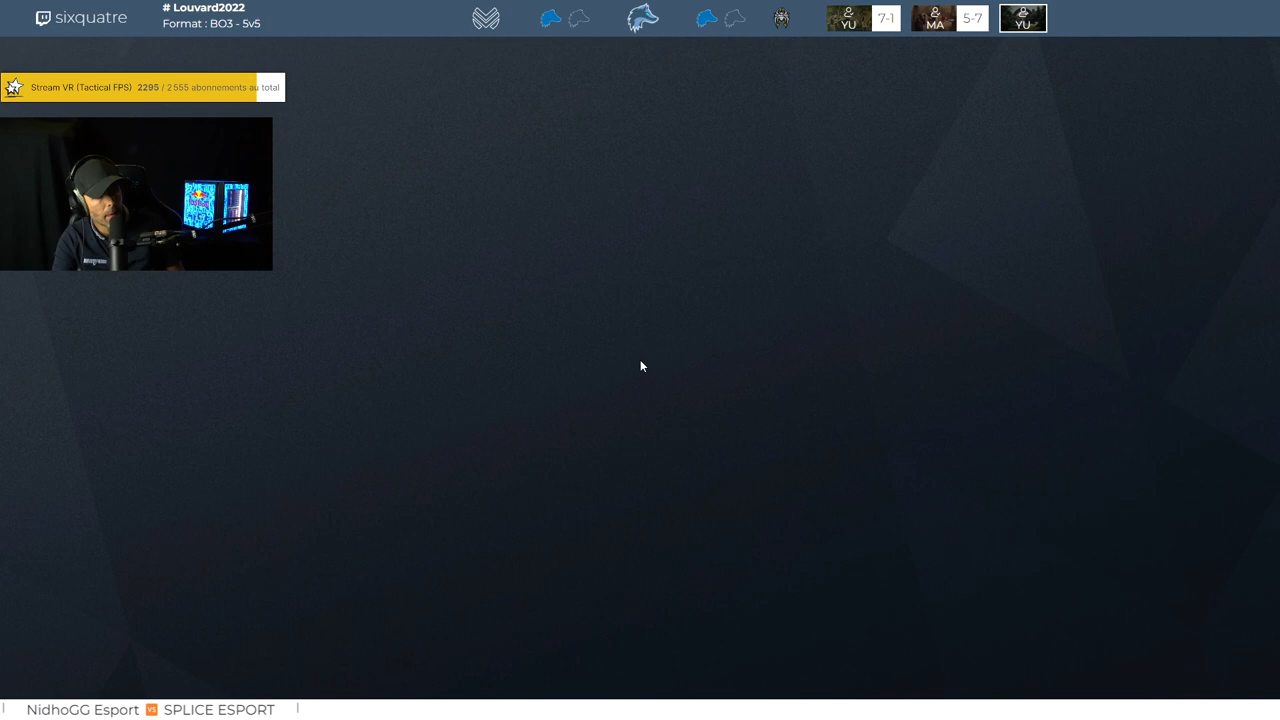 sixquatre
# Louvard2022
Format : BO3 - 5v5
YU
7-1
MA
5-7
YU
Stream VR (Tactical FPS) 2295 / 2555 abonnements au total
NidhoGG Esport VS SPLICE ESPORT